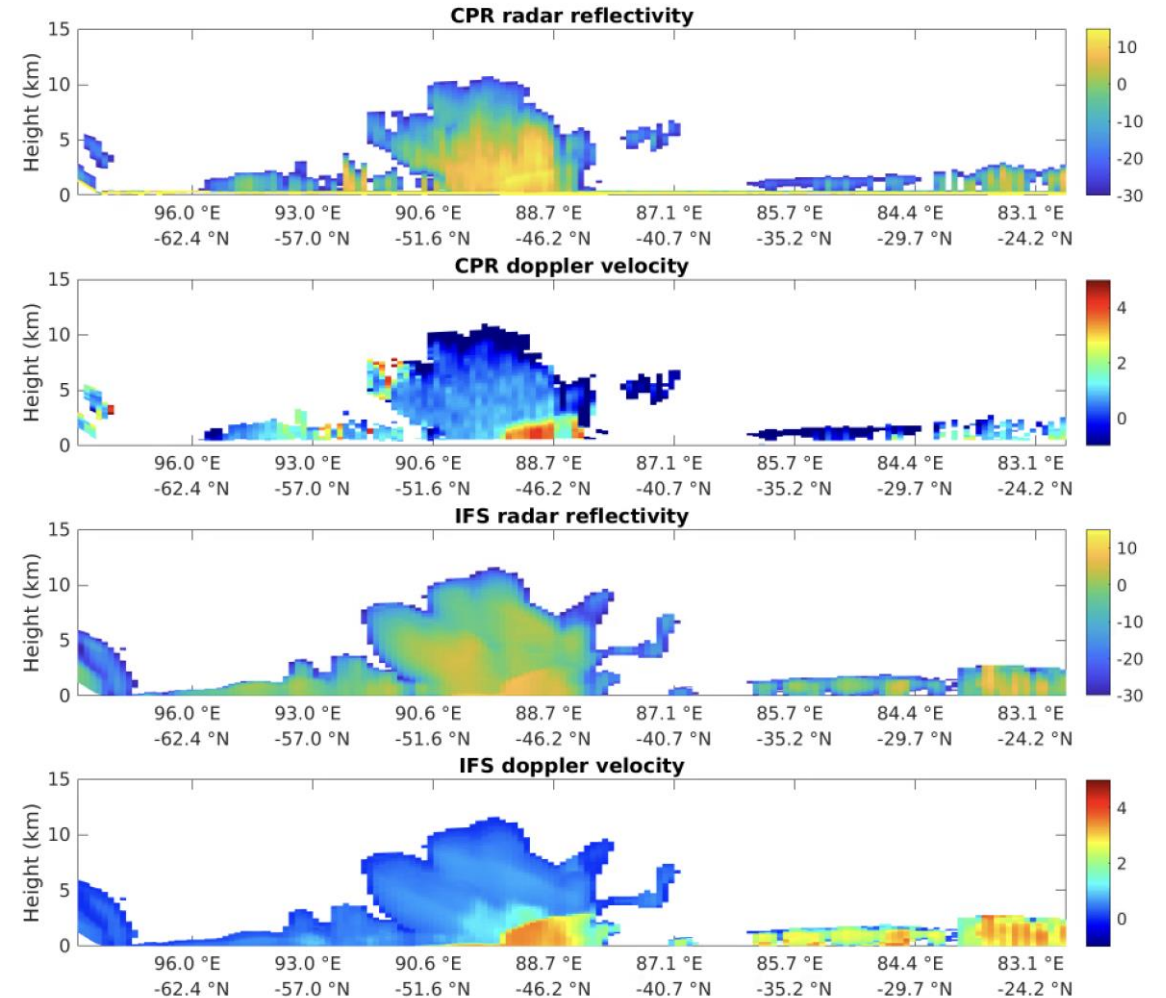 CPR radar reflectivity
15
10
5
0
Height (km)
10
0
-10
-20
-30
96.0 °E 93.0 °E 90.6 °E 88.7 °E 87.1 °E 85.7 °E 84.4 °E 83.1 °E
-62.4 °N -57.0 °N -51.6 °N -46.2 °N -40.7 °N -35.2 °N -29.7 °N -24.2 °N
CPR doppler velocity
15
10
5
0
Height (km)
4
2
0
96.0 °E 93.0 °E 90.6 °E 88.7 °E 87.1 °E 85.7 °E 84.4 °E 83.1 °E
-62.4 °N -57.0 °N -51.6 °N -46.2 °N -40.7 °N -35.2 °N -29.7 °N -24.2 °N
IFS radar reflectivity
15
10
5
0
Height (km)
10
0
-10
-20
-30
96.0 °E 93.0 °E 90.6 °E 88.7 °E 87.1 °E 85.7 °E 84.4 °E 83.1 °E
-62.4 °N -57.0 °N -51.6 °N -46.2 °N -40.7 °N -35.2 °N -29.7 °N -24.2 °N
IFS doppler velocity
15
10
5
0
Height (km)
4
2
0
96.0 °E 93.0 °E 90.6 °E 88.7 °E 87.1 °E 85.7 °E 84.4 °E 83.1 °E
-62.4 °N -57.0 °N -51.6 °N -46.2 °N -40.7 °N -35.2 °N -29.7 °N -24.2 °N